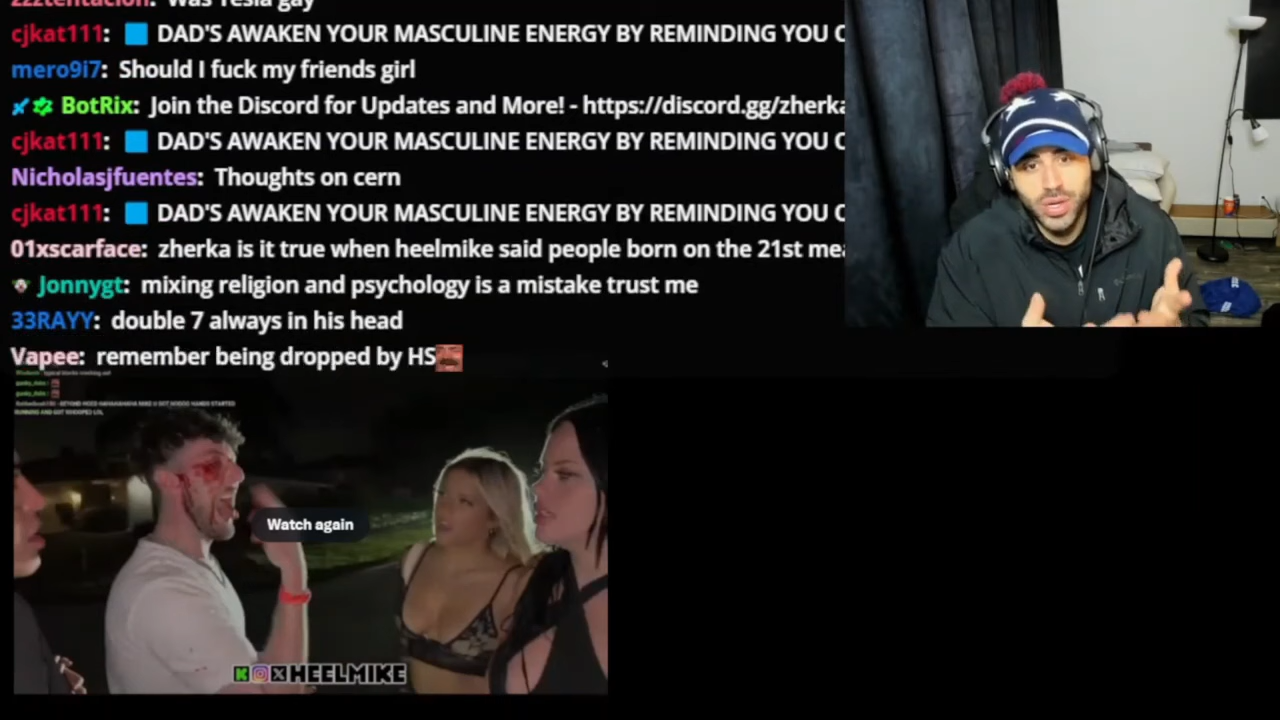 zzztentacion: Was Tesla gay
cjkat111: DAD'S AWAKEN YOUR MASCULINE ENERGY BY REMINDING YOU
mero9i7: Should I fuck my friends girl
BotRix: Join the Discord for Updates and More! - https://discord.gg/zherka
cjkat111: DAD'S AWAKEN YOUR MASCULINE ENERGY BY REMINDING YOU
Nicholasjfuentes: Thoughts on cern
cjkat111: DAD'S AWAKEN YOUR MASCULINE ENERGY BY REMINDING YOU
01xscarface: zherka is it true when heelmike said people born on the 21st mea
Jonnygt: mixing religion and psychology is a mistake trust me
33RAYY: double 7 always in his head
Vapee: remember being dropped by HS
Watch again
HEELMIKE